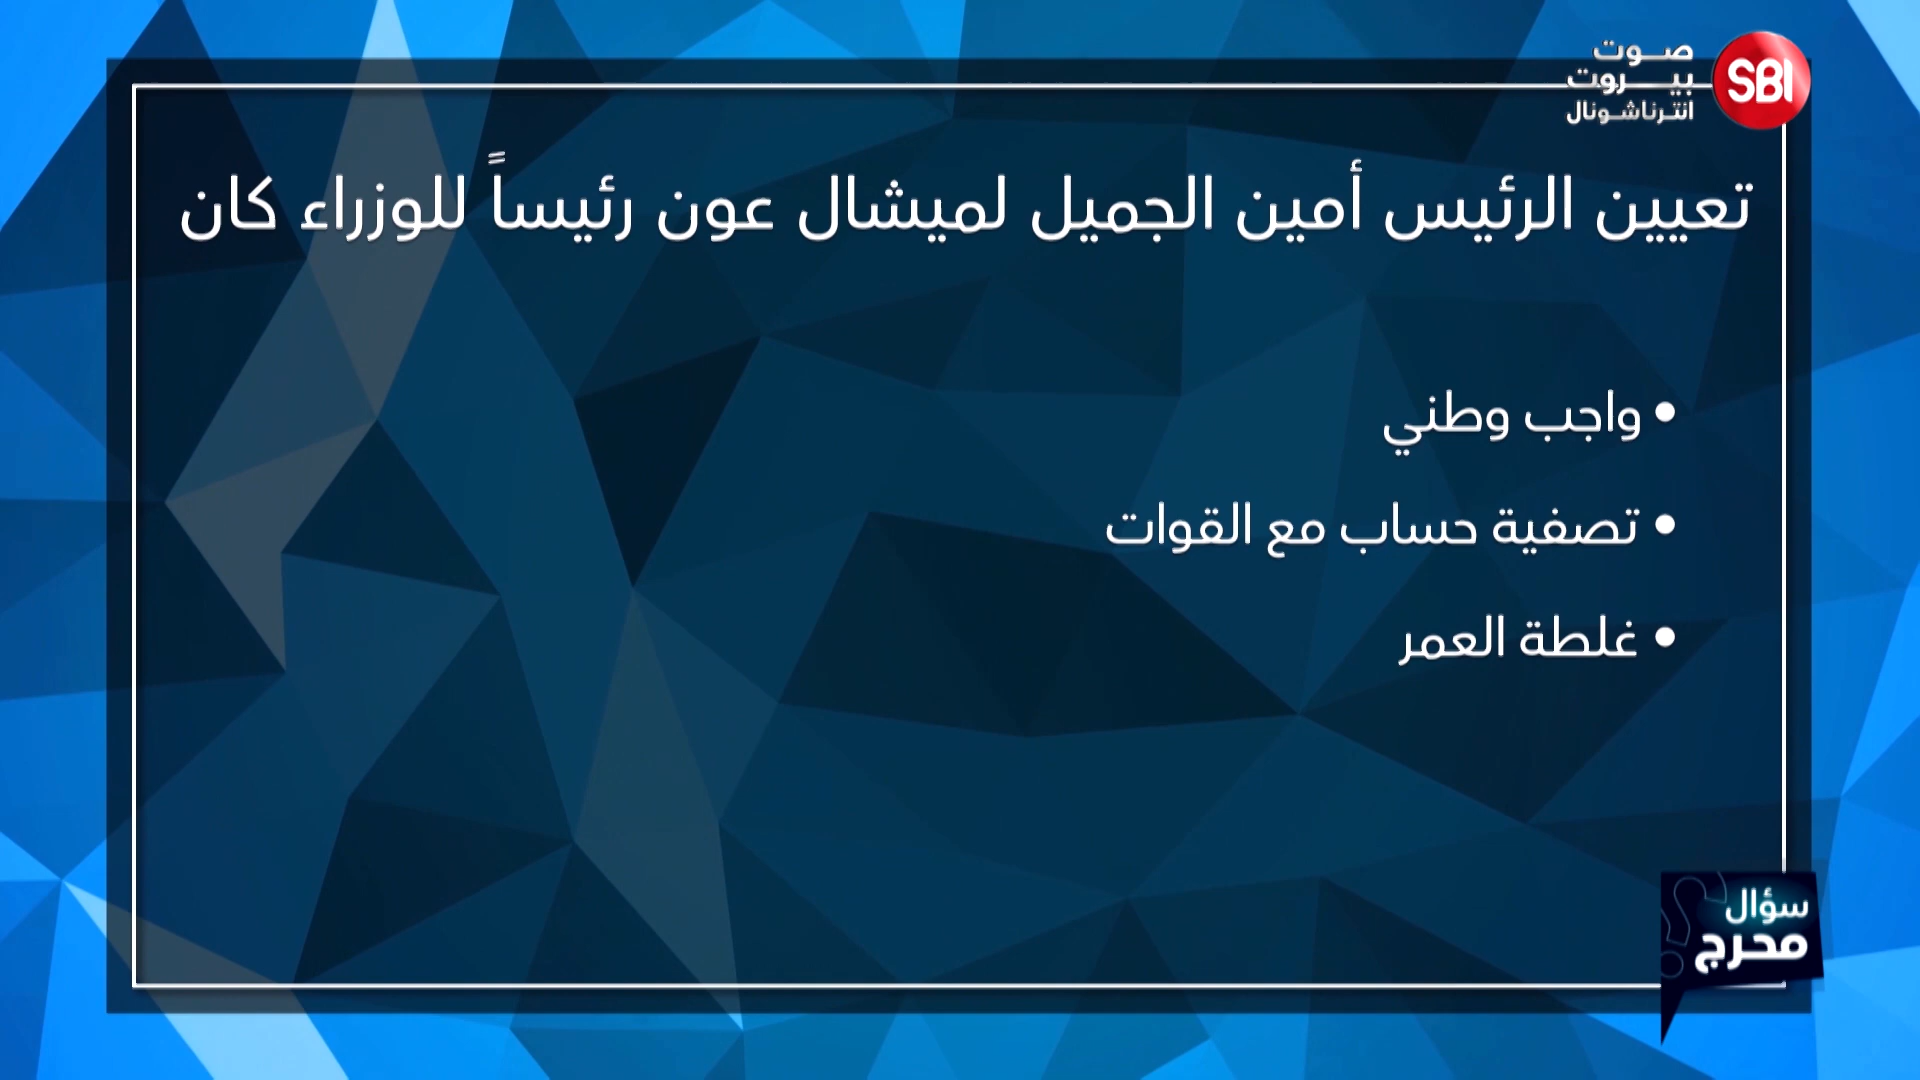 صوت
بيروت
انترناشونال
SBI
تعيين الرئيس أمين الجميل لميشال عون رئيساً للوزراء كان
• واجب وطني
• تصفية حساب مع القوات
• غلطة العمر
سؤال
محرج